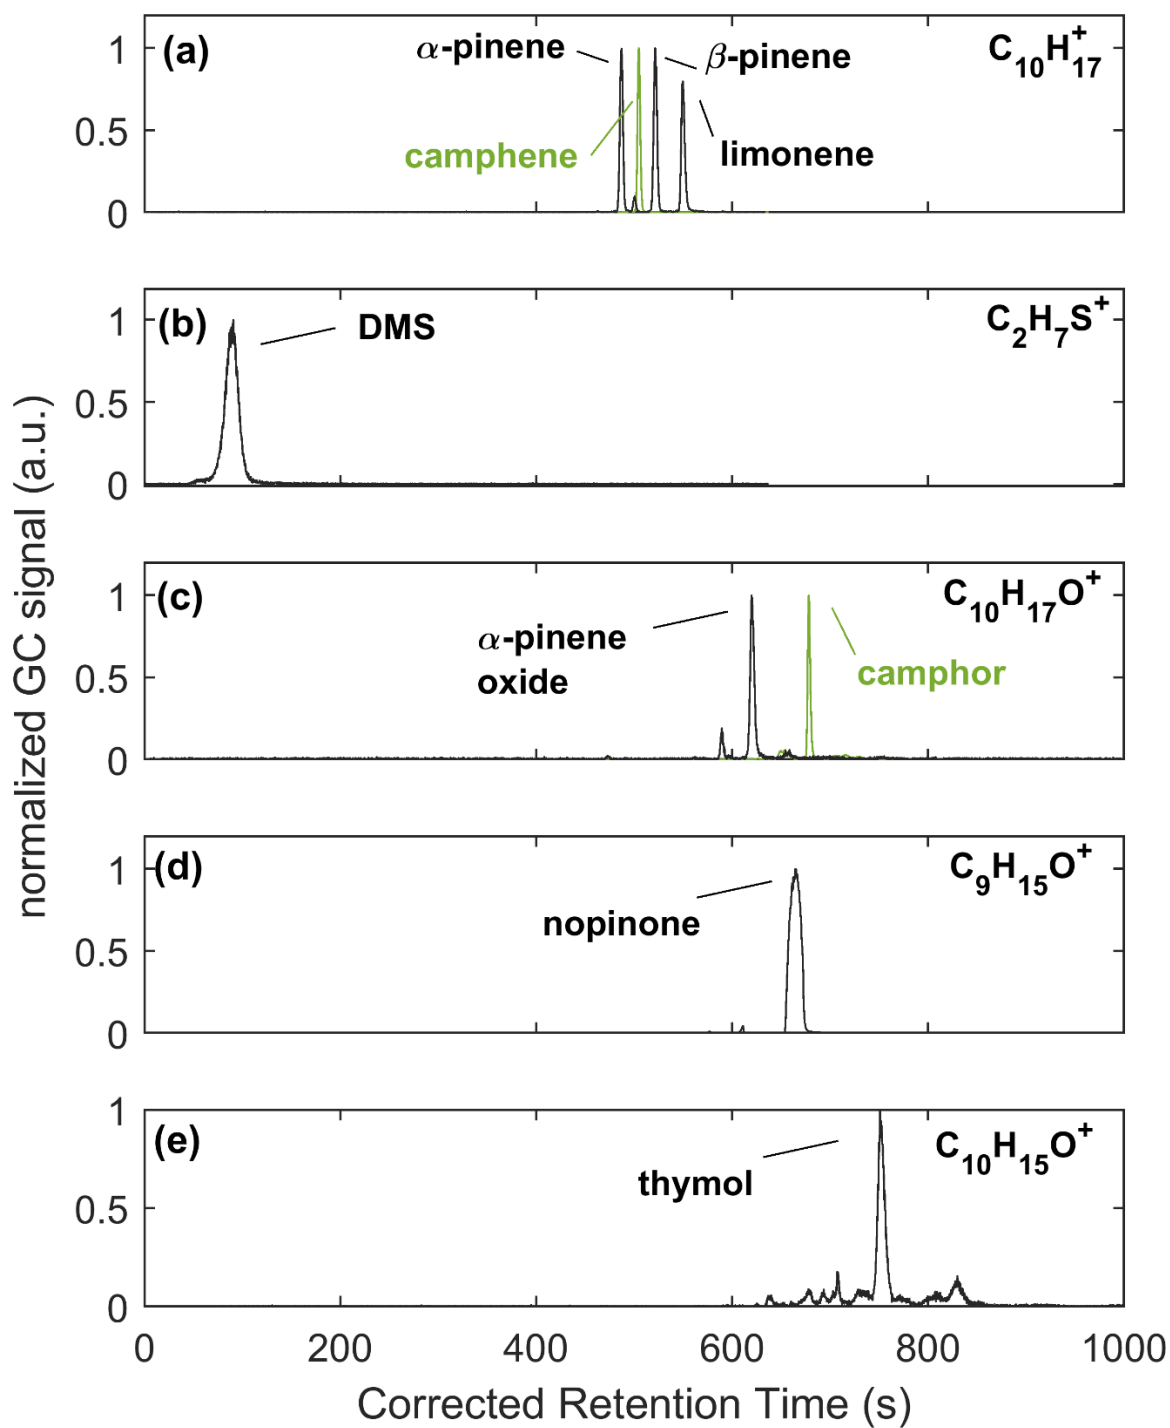 normalized GC signal (a.u.)
(a)
α-pinene
β-pinene
C10H17+
camphene
limonene
1
0.5
0
(b)
DMS
C2H7S+
1
0.5
0
(c)
α-pinene
oxide
camphor
C10H17O+
1
0.5
0
(d)
nopinone
C9H15O+
1
0.5
0
(e)
thymol
C10H15O+
1
0.5
0
0 200 400 600 800 1000
Corrected Retention Time (s)